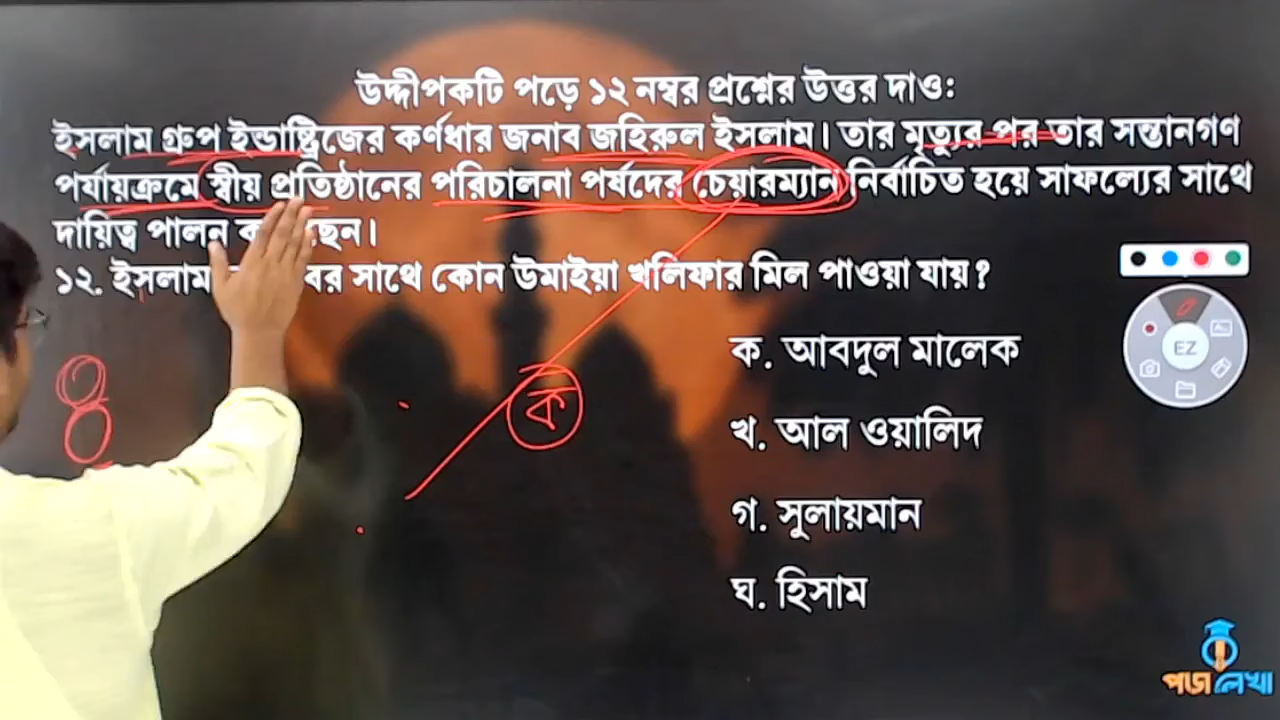 উদ্দীপকটি পড়ে ১২ নম্বর প্রশ্নের উত্তর দাও:
ইসলাম গ্রুপ ইন্ডাষ্ট্রিজের কর্ণধার জনাব জহিরুল ইসলাম। তার মৃত্যুর পর তার সন্তানগণ
পর্যায়ক্রমে স্বীয় প্রতিষ্ঠানের পরিচালনা পর্ষদের চেয়ারম্যান নির্বাচিত হয়ে সাফল্যের সাথে
দায়িত্ব পালন
১২. ইসলাম সাথে কোন উমাইয়া খলিফার মিল পাওয়া যায়?
ক. আবদুল মালেক
ক
খ. আল ওয়ালিদ
গ. সুলায়মান
ঘ. হিসাম
EZ
পড়া লেখা